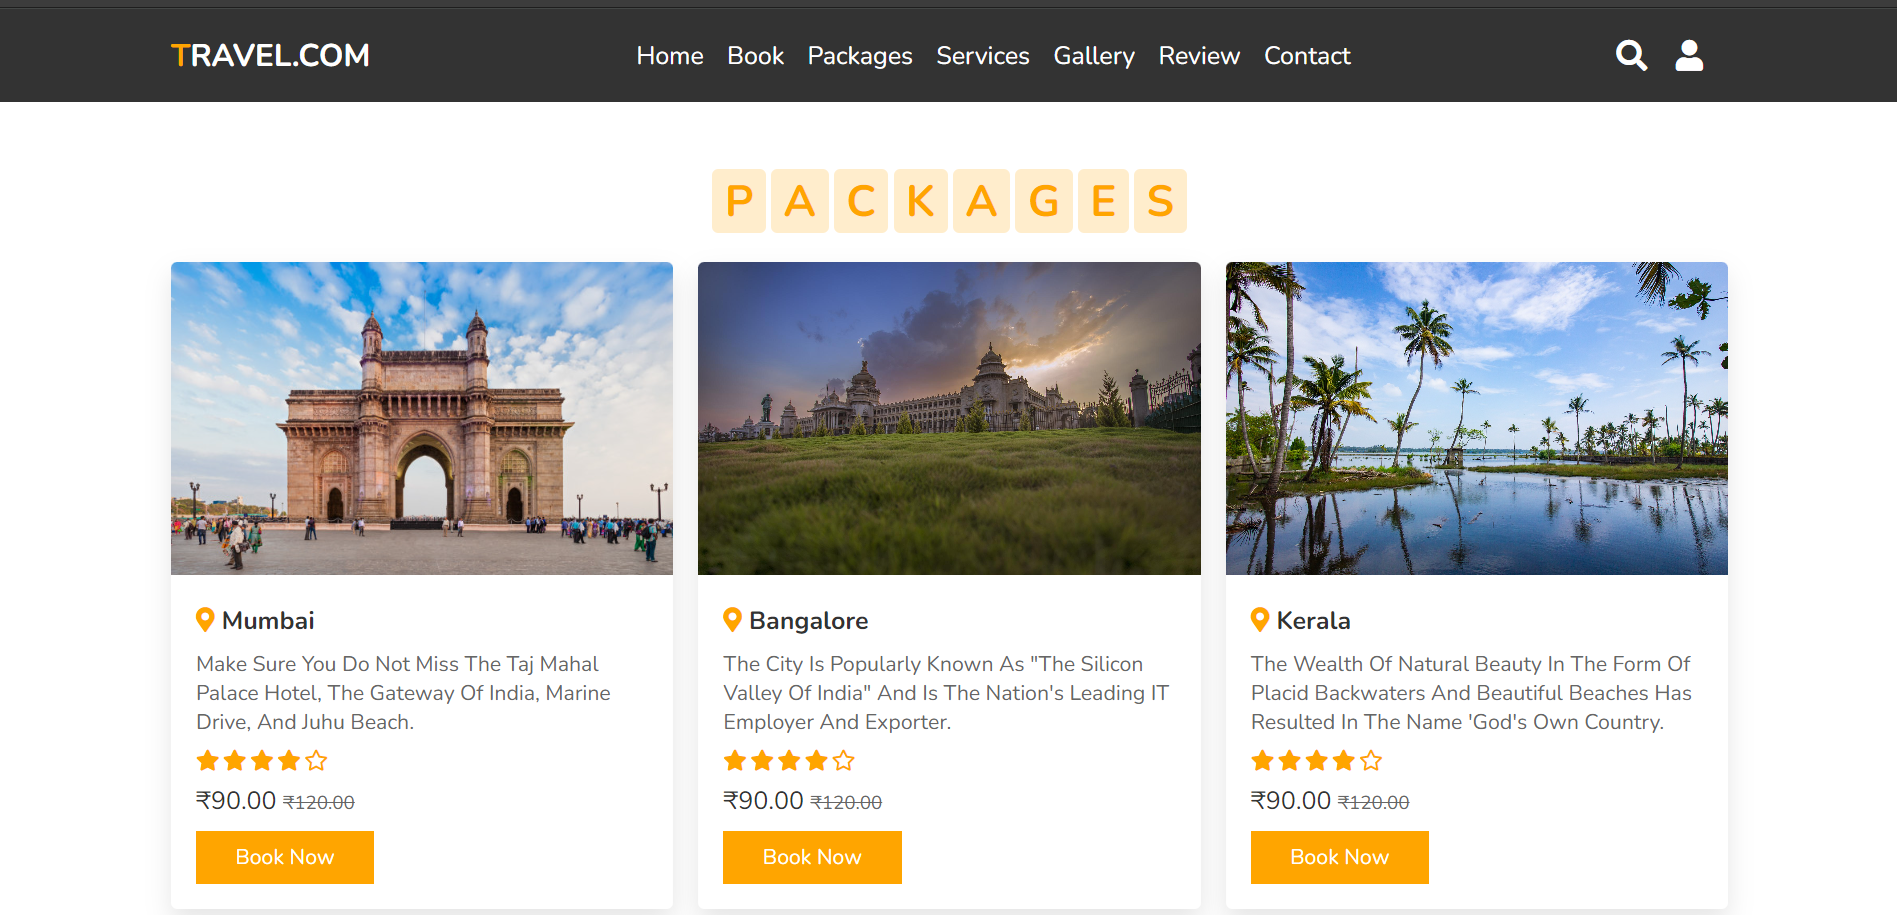 TRAVEL.COM
Home Book Packages Services Gallery Review Contact
PACKAGES
Mumbai
Make Sure You Do Not Miss The Taj Mahal
Palace Hotel, The Gateway Of India, Marine
Drive, And Juhu Beach.
₹90.00 ₹120.00
Book Now
Bangalore
The City Is Popularly Known As "The Silicon
Valley Of India" And Is The Nation's Leading IT
Employer And Exporter.
₹90.00 ₹120.00
Book Now
Kerala
The Wealth Of Natural Beauty In The Form Of
Placid Backwaters And Beautiful Beaches Has
Resulted In The Name 'God's Own Country.
₹90.00 ₹120.00
Book Now